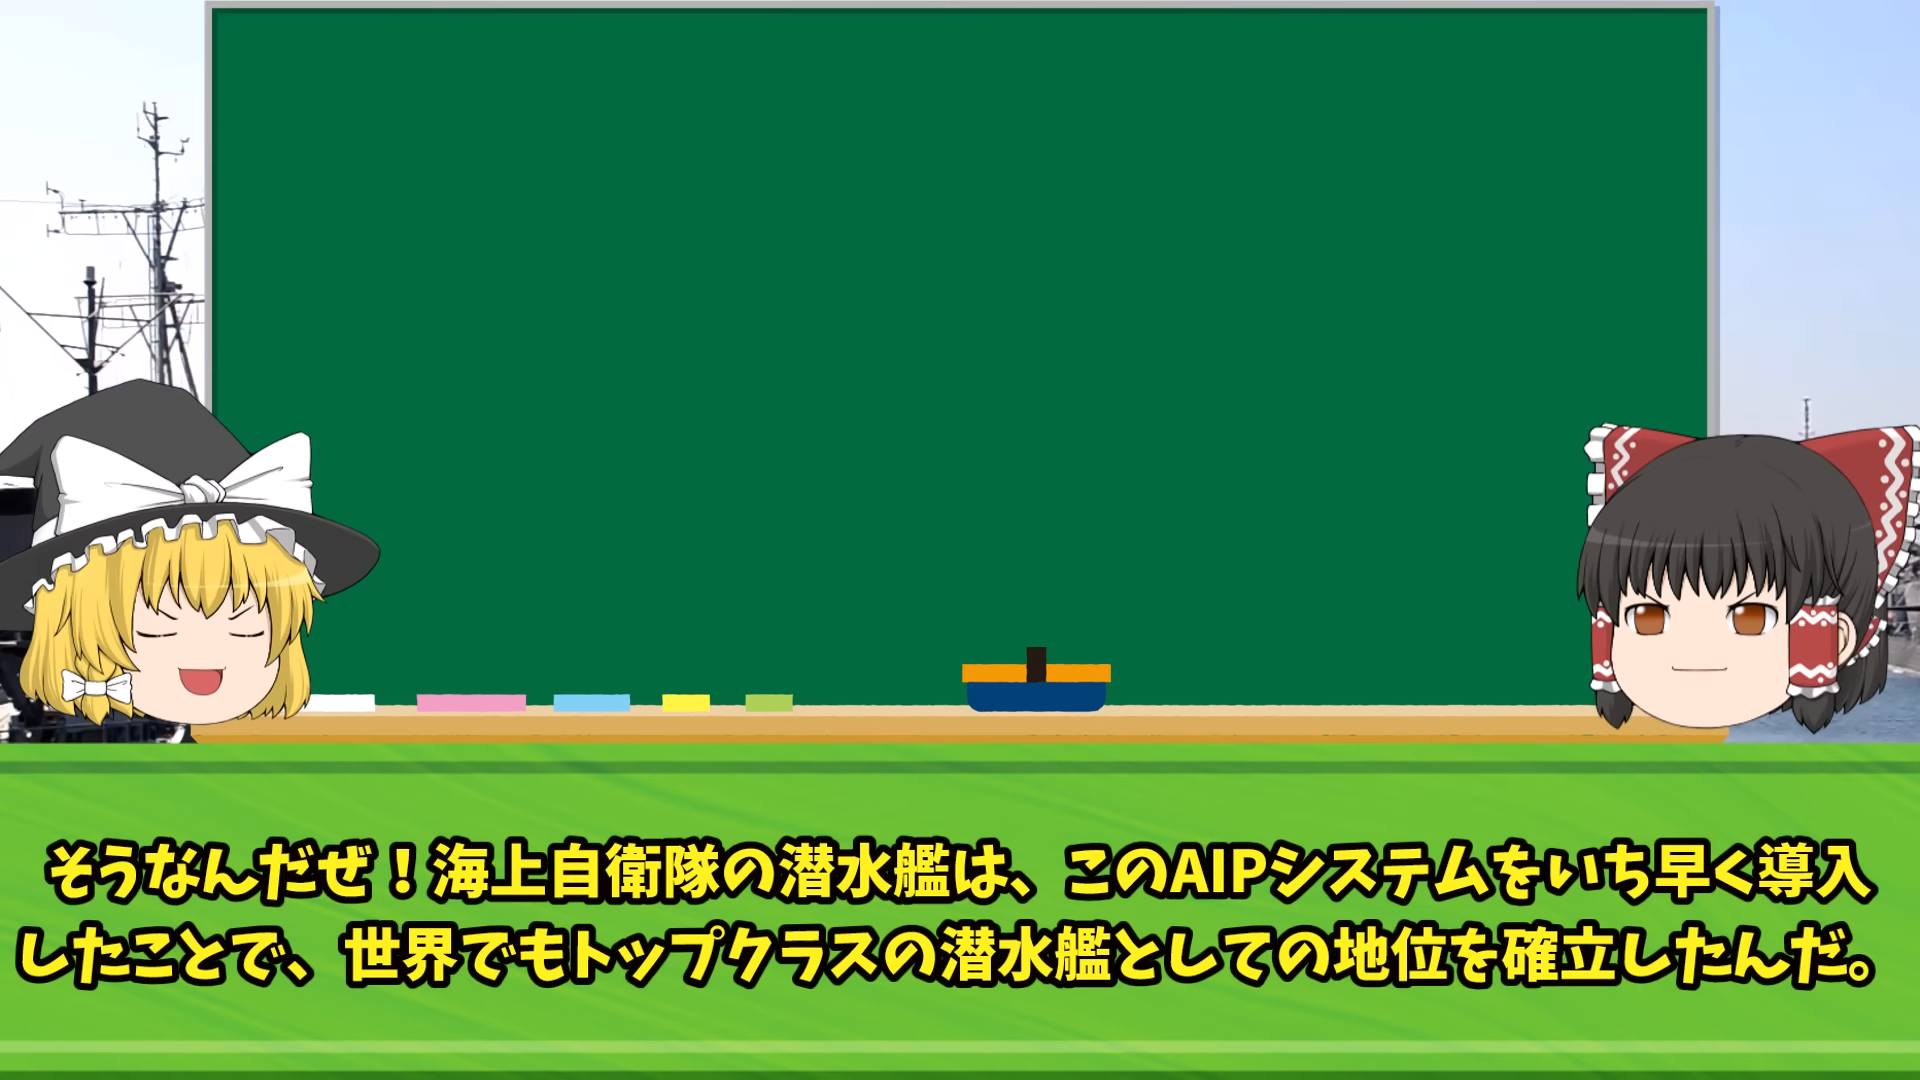 そうなんだぜ！海上自衛隊の潜水艦は、このAIPシステムをいち早く導入
したことで、世界でもトップクラスの潜水艦としての地位を確立したんだ。